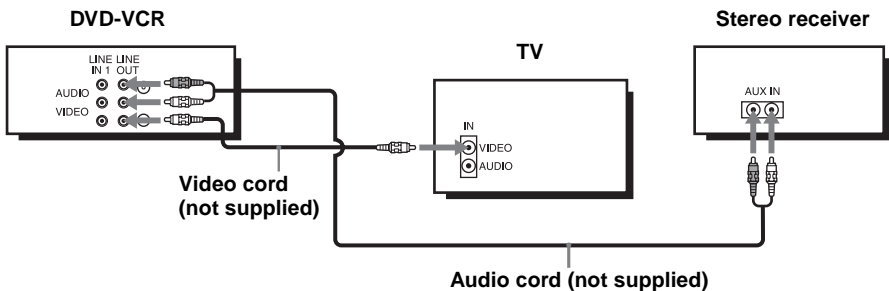 DVD-VCR
TV
Stereo receiver
LINE LINE
IN 1 OUT
AUDIO
VIDEO
IN
VIDEO
AUDIO
AUX IN
Video cord
(not supplied)
Audio cord (not supplied)